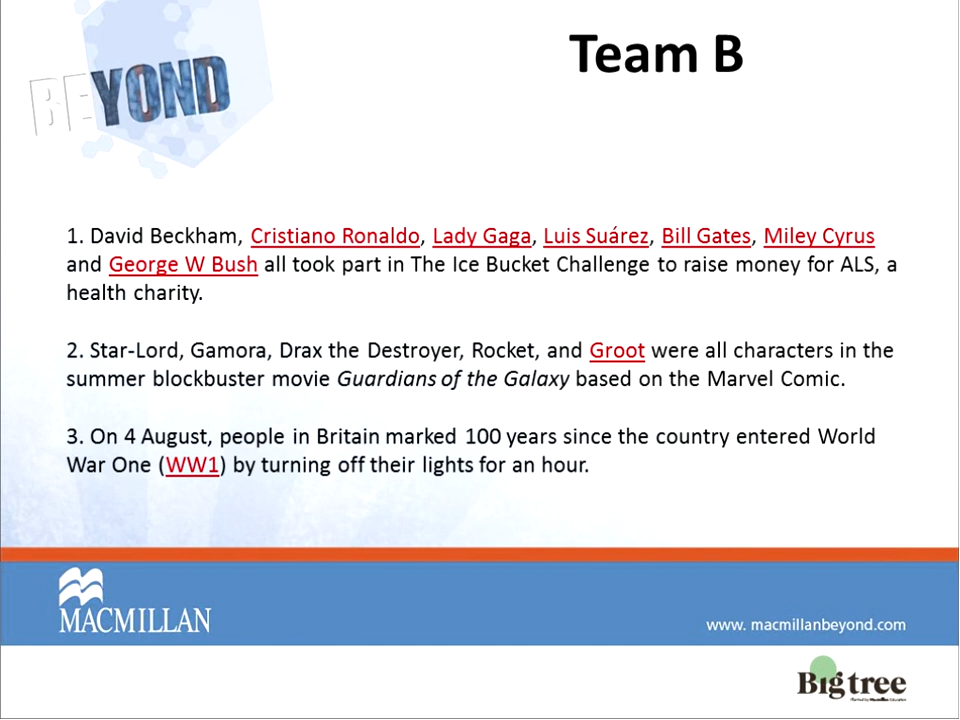 Team B
BEYOND
1. David Beckham, Cristiano Ronaldo, Lady Gaga, Luis Suárez, Bill Gates, Miley Cyrus
and George W Bush all took part in The Ice Bucket Challenge to raise money for ALS, a
health charity.
2. Star-Lord, Gamora, Drax the Destroyer, Rocket, and Groot were all characters in the
summer blockbuster movie Guardians of the Galaxy based on the Marvel Comic.
3. On 4 August, people in Britain marked 100 years since the country entered World
War One (WW1) by turning off their lights for an hour.
MACMILLAN
www. macmillanbeyond.com
Bigtree